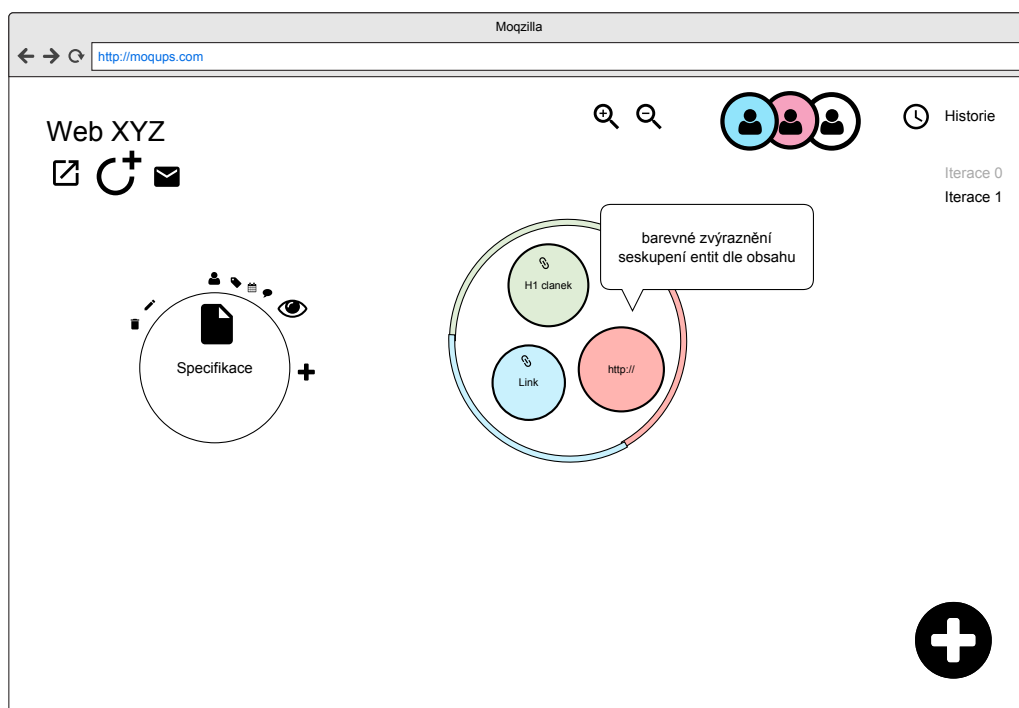 Moqzilla
http://moqups.com
Web XYZ
Historie
Iterace 0
Iterace 1
barevné zvýraznění
seskupení entit dle obsahu
H1 clanek
Specifikace
Link
http://